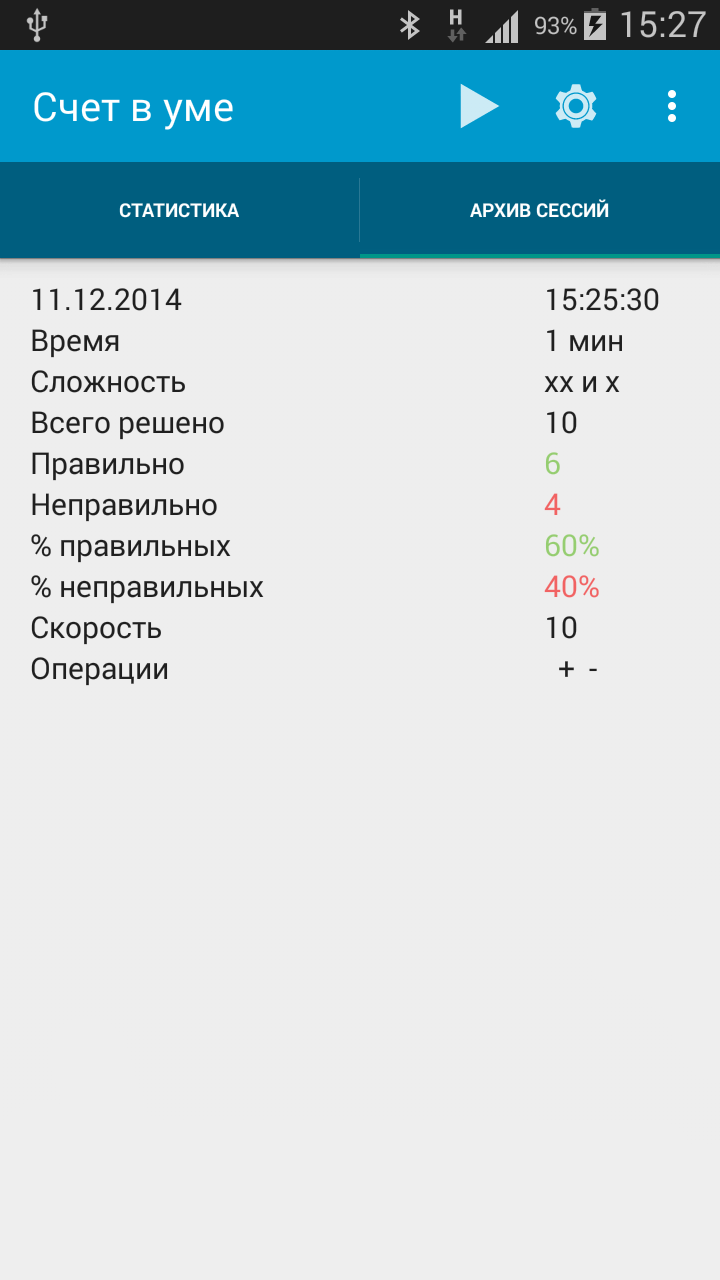 H 93% 15:27
Счет в уме
СТАТИСТИКА АРХИВ СЕССИЙ
11.12.2014 15:25:30
Время 1 мин
Сложность xx и x
Всего решено 10
Правильно 6
Неправильно 4
% правильных 60%
% неправильных 40%
Скорость 10
Операции + -